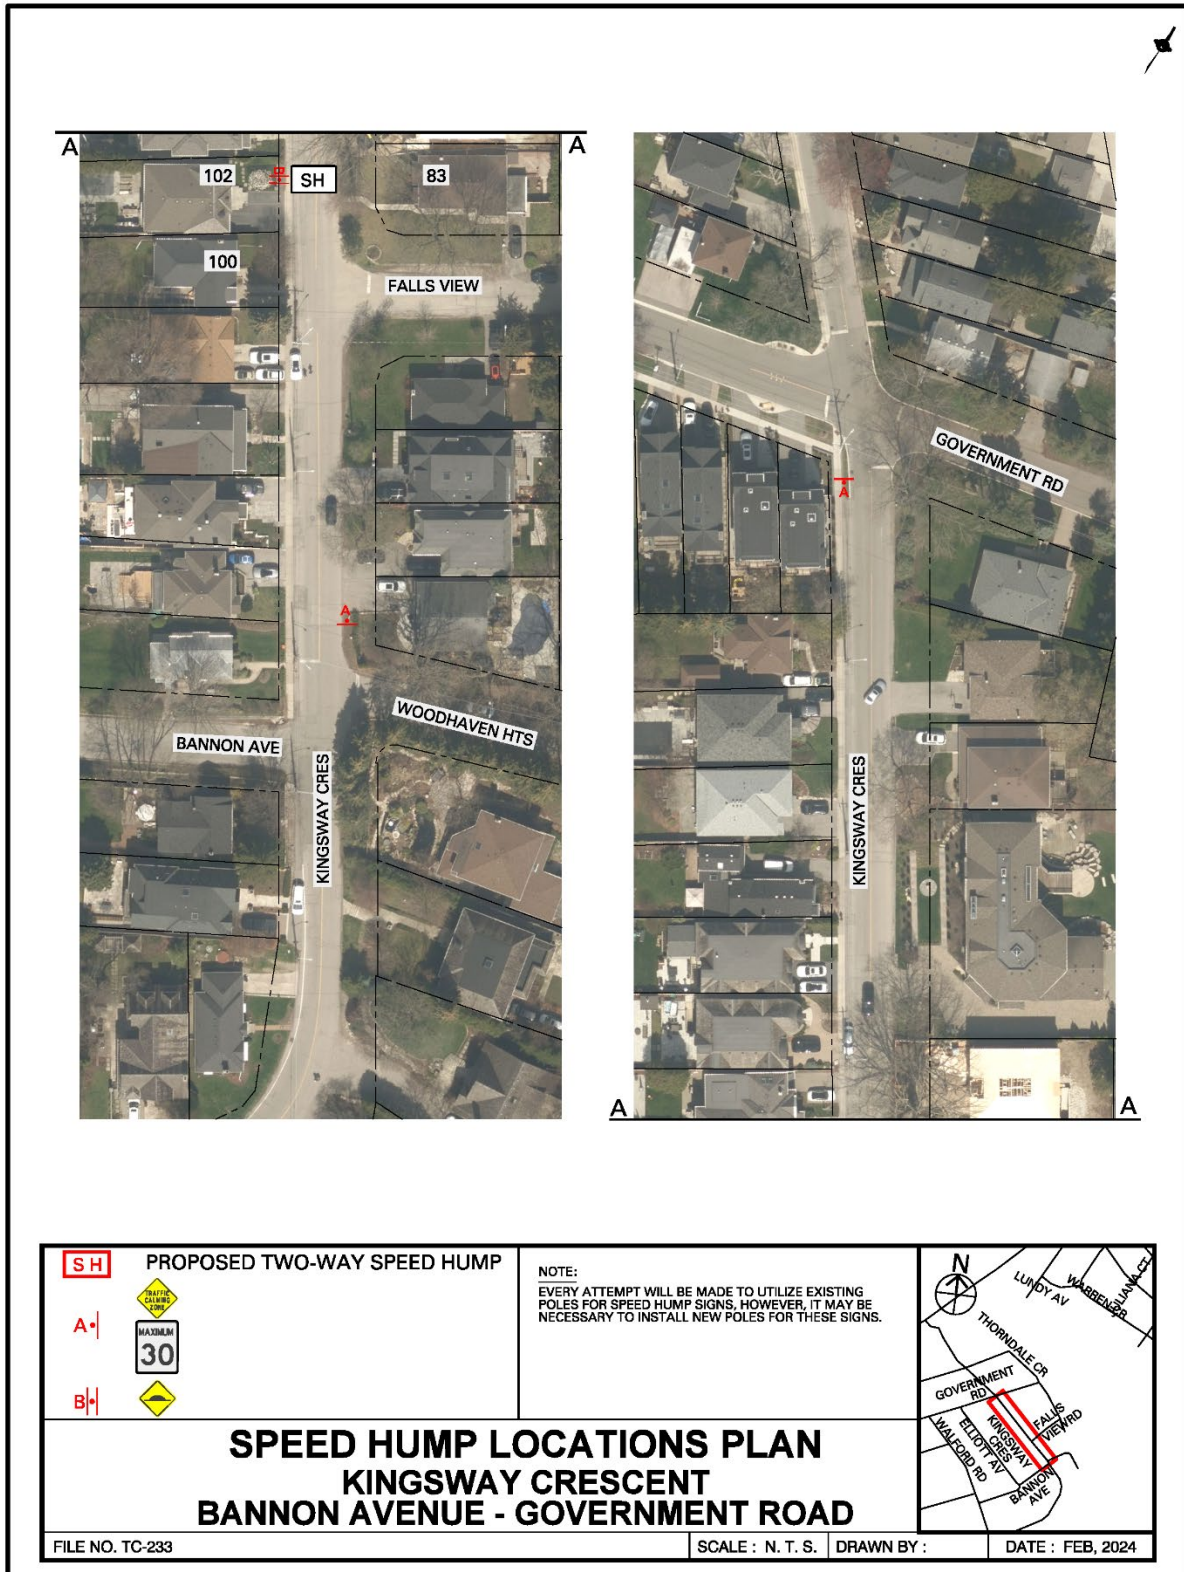 A
A
102
SH
83
100
FALLS VIEW
A
WOODHAVEN HTS
BANNON AVE
KINGSWAY CRES
GOVERNMENT RD
A
KINGSWAY CRES
A
A
SH PROPOSED TWO-WAY SPEED HUMP
TRAFFIC
CALMING
ZONE
A
MAXIMUM
30
B
NOTE:
EVERY ATTEMPT WILL BE MADE TO UTILIZE EXISTING
POLES FOR SPEED HUMP SIGNS, HOWEVER, IT MAY BE
NECESSARY TO INSTALL NEW POLES FOR THESE SIGNS.
N
LUNDY AV
WARREN CR
JULIANA CT
THORNDALE CR
GOVERNMENT
RD
FALLS
VIEW RD
KINGSWAY
CRES
ELLIOTT AV
WALFORD RD
BANNON
AVE
SPEED HUMP LOCATIONS PLAN
KINGSWAY CRESCENT
BANNON AVENUE - GOVERNMENT ROAD
FILE NO. TC-233
SCALE : N. T. S.
DRAWN BY :
DATE : FEB, 2024